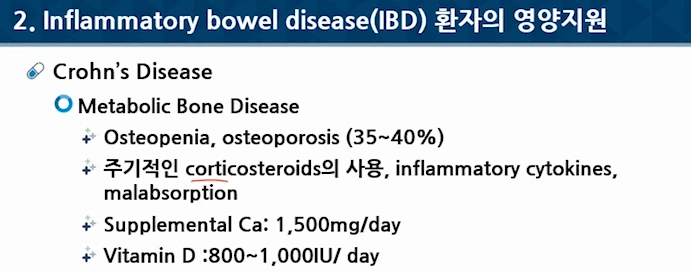 2. Inflammatory bowel disease(IBD) 환자의 영양지원
Crohn's Disease
Metabolic Bone Disease
Osteopenia, osteoporosis (35~40%)
주기적인 corticosteroids의 사용, inflammatory cytokines,
malabsorption
Supplemental Ca: 1,500mg/day
Vitamin D :800~1,000IU/ day